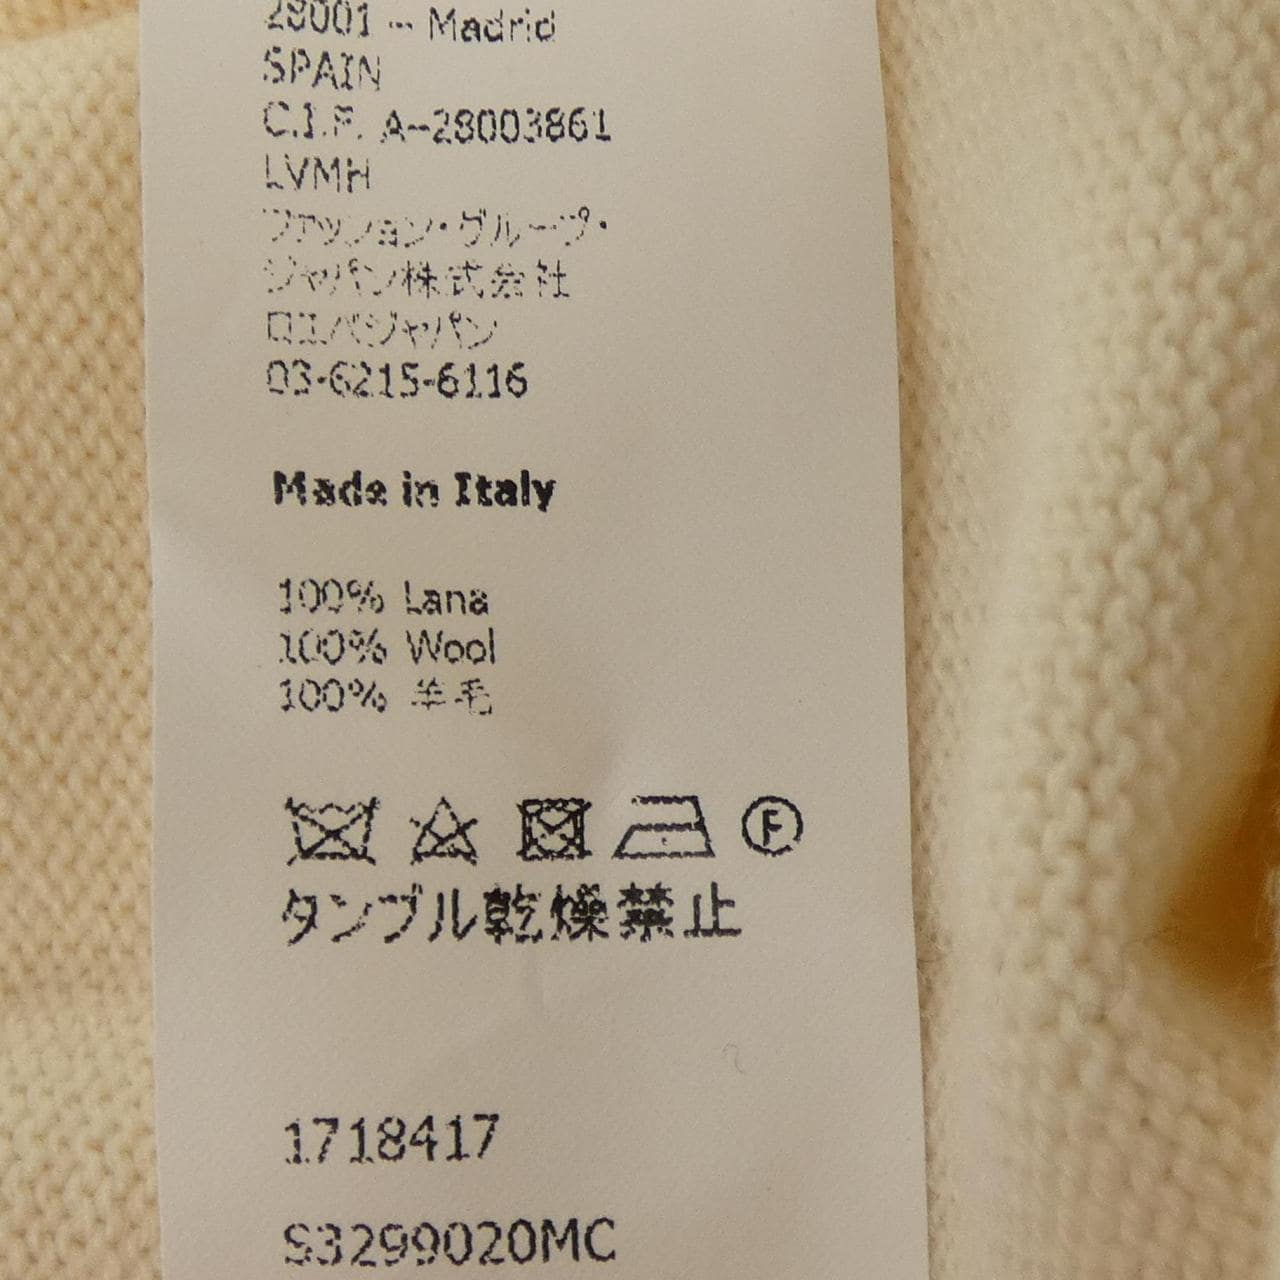 28001 - Madrid
SPAIN
C.I.F. A-28003861
LVMH
ファッション・グループ・
ジャパン株式会社
ロエベジャパン
03-6215-6116
Made in Italy
100% Lana
100% Wool
100% 羊毛
F
タンブル乾燥禁止
1718417
S3299020MC